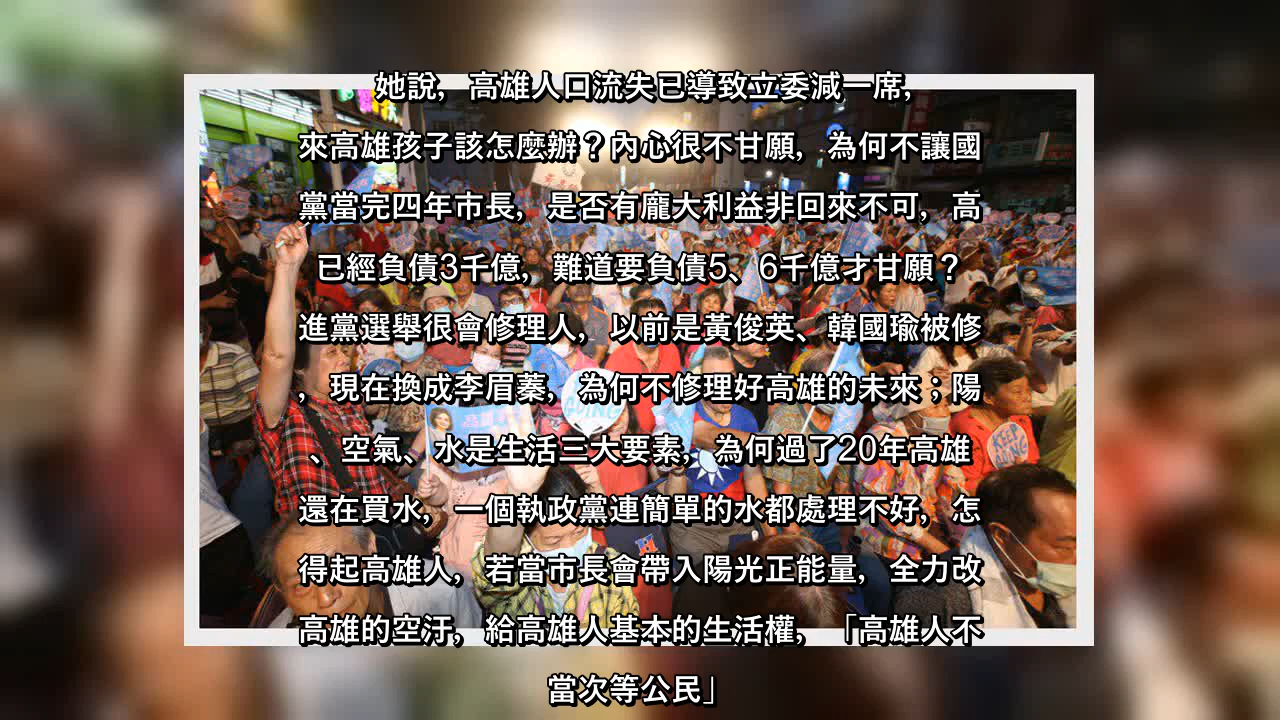 她說，高雄人口流失已導致立委減一席，
來高雄孩子該怎麼辦？內心很不甘願，為何不讓國
黨當完四年市長，是否有龐大利益非回來不可，高
已經負債3千億，難道要負債5、6千億才甘願？
進黨選舉很會修理人，以前是黃俊英、韓國瑜被修
，現在換成李眉蓁，為何不修理好高雄的未來；陽
、空氣、水是生活三大要素，為何過了20年高雄
還在買水，一個執政黨連簡單的水都處理不好，怎
得起高雄人，若當市長會帶入陽光正能量，全力改
高雄的空汙，給高雄人基本的生活權，「高雄人不
當次等公民」
KEEP
GOING